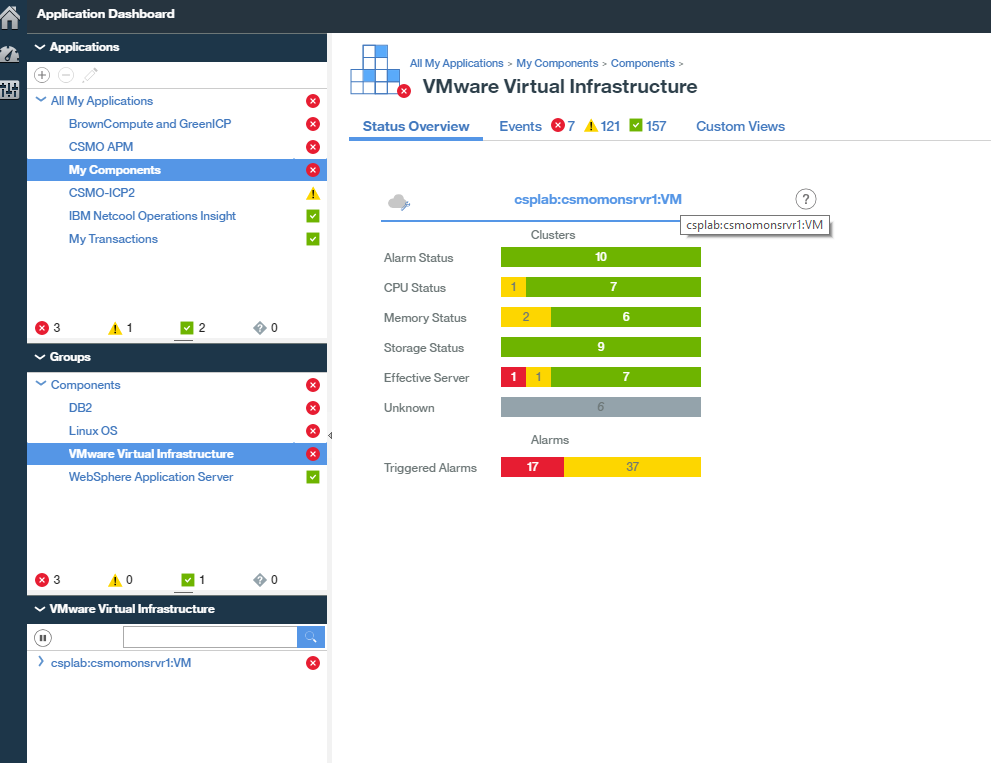 Application Dashboard
Applications
All My Applications
BrownCompute and GreenICP
CSMO APM
My Components
CSMO-ICP2
IBM Netcool Operations Insight
My Transactions
3 1 2 0
Groups
Components
DB2
Linux OS
VMware Virtual Infrastructure
WebSphere Application Server
3 0 1 0
VMware Virtual Infrastructure
csplab:csmomonsrvr1:VM
All My Applications > My Components > Components >
VMware Virtual Infrastructure
Status Overview Events 7 121 157 Custom Views
csplab:csmomonsrvr1:VM ?
csplab:csmomonsrvr1:VM
Clusters
Alarm Status 10
CPU Status 1 7
Memory Status 2 6
Storage Status 9
Effective Server 1 1 7
Unknown 6
Alarms
Triggered Alarms 17 37